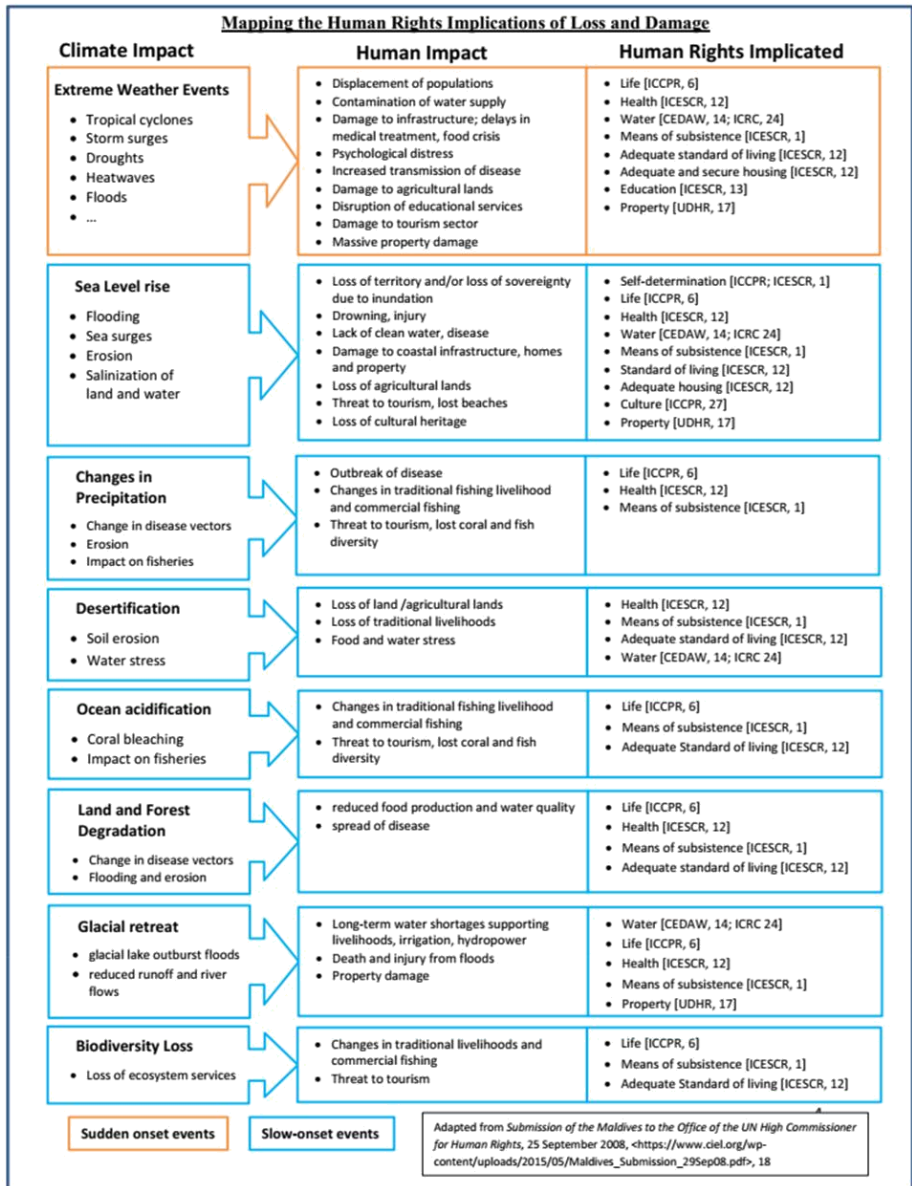 Mapping the Human Rights Implications of Loss and Damage
Climate Impact
Human Impact
Human Rights Implicated
Extreme Weather Events
• Tropical cyclones
• Storm surges
• Droughts
• Heatwaves
• Floods
• ...
• Displacement of populations
• Contamination of water supply
• Damage to infrastructure; delays in
medical treatment, food crisis
• Psychological distress
• Increased transmission of disease
• Damage to agricultural lands
• Disruption of educational services
• Damage to tourism sector
• Massive property damage
• Life [ICCPR, 6]
• Health [ICESCR, 12]
• Water [CEDAW, 14; ICRC, 24]
• Means of subsistence [ICESCR, 1]
• Adequate standard of living [ICESCR, 12]
• Adequate and secure housing [ICESCR, 12]
• Education [ICESCR, 13]
• Property [UDHR, 17]
Sea Level rise
• Flooding
• Sea surges
• Erosion
• Salinization of
land and water
• Loss of territory and/or loss of sovereignty
due to inundation
• Drowning, injury
• Lack of clean water, disease
• Damage to coastal infrastructure, homes
and property
• Loss of agricultural lands
• Threat to tourism, lost beaches
• Loss of cultural heritage
• Self-determination [ICCPR; ICESCR, 1]
• Life [ICCPR, 6]
• Health [ICESCR, 12]
• Water [CEDAW, 14; ICRC 24]
• Means of subsistence [ICESCR, 1]
• Standard of living [ICESCR, 12]
• Adequate housing [ICESCR, 12]
• Culture [ICCPR, 27]
• Property [UDHR, 17]
Changes in
Precipitation
• Change in disease vectors
• Erosion
• Impact on fisheries
• Outbreak of disease
• Changes in traditional fishing livelihood
and commercial fishing
• Threat to tourism, lost coral and fish
diversity
• Life [ICCPR, 6]
• Health [ICESCR, 12]
• Means of subsistence [ICESCR, 1]
Desertification
• Soil erosion
• Water stress
• Loss of land /agricultural lands
• Loss of traditional livelihoods
• Food and water stress
• Health [ICESCR, 12]
• Means of subsistence [ICESCR, 1]
• Adequate standard of living [ICESCR, 12]
• Water [CEDAW, 14; ICRC 24]
Ocean acidification
• Coral bleaching
• Impact on fisheries
• Changes in traditional fishing livelihood
and commercial fishing
• Threat to tourism, lost coral and fish
diversity
• Life [ICCPR, 6]
• Means of subsistence [ICESCR, 1]
• Adequate Standard of living [ICESCR, 12]
Land and Forest
Degradation
• Change in disease vectors
• Flooding and erosion
• reduced food production and water quality
• spread of disease
• Life [ICCPR, 6]
• Health [ICESCR, 12]
• Means of subsistence [ICESCR, 1]
• Adequate standard of living [ICESCR, 12]
Glacial retreat
• glacial lake outburst floods
• reduced runoff and river
flows
• Long-term water shortages supporting
livelihoods, irrigation, hydropower
• Death and injury from floods
• Property damage
• Water [CEDAW, 14; ICRC 24]
• Life [ICCPR, 6]
• Health [ICESCR, 12]
• Means of subsistence [ICESCR, 1]
• Property [UDHR, 17]
Biodiversity Loss
• Loss of ecosystem services
• Changes in traditional livelihoods and
commercial fishing
• Threat to tourism
• Life [ICCPR, 6]
• Means of subsistence [ICESCR, 1]
• Adequate Standard of living [ICESCR, 12]
Sudden onset events
Slow-onset events
Adapted from Submission of the Maldives to the Office of the UN High Commissioner
for Human Rights, 25 September 2008, <https://www.ciel.org/wp-
content/uploads/2015/05/Maldives_Submission_29Sep08.pdf>, 18